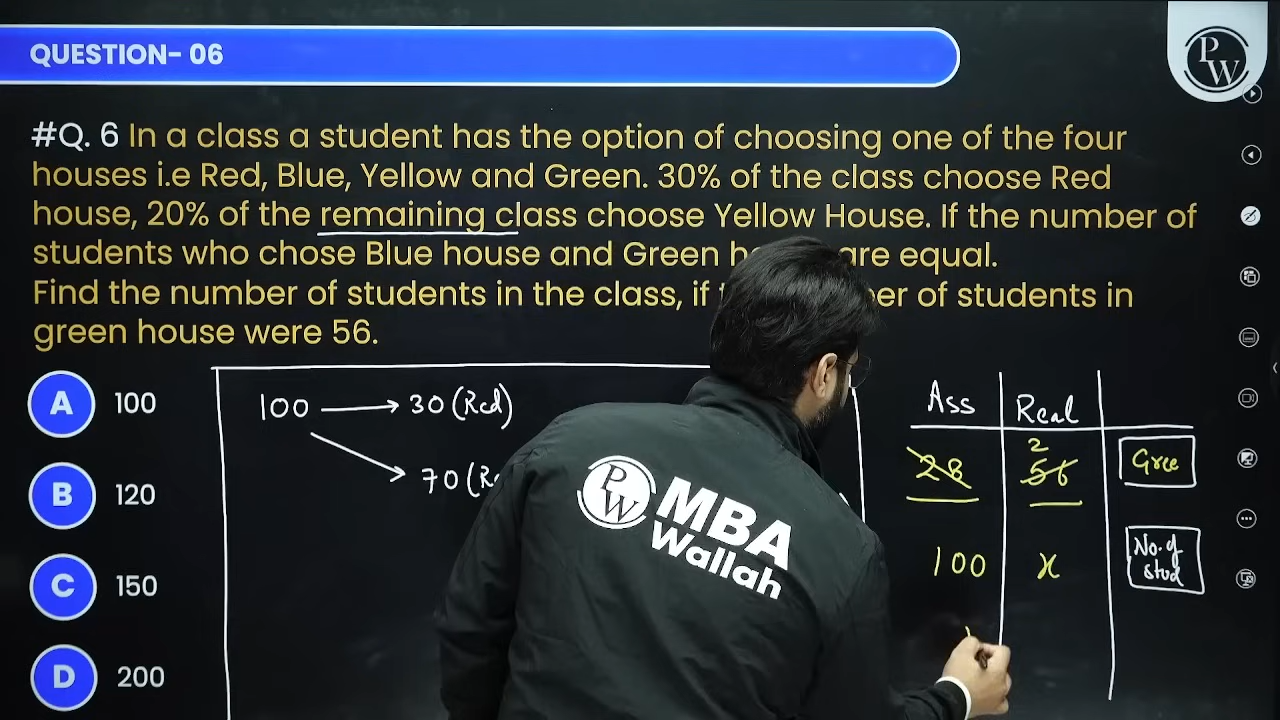 QUESTION- 06
PW
#Q. 6 In a class a student has the option of choosing one of the four
houses i.e Red, Blue, Yellow and Green. 30% of the class choose Red
house, 20% of the remaining class choose Yellow House. If the number of
students who chose Blue house and Green are equal.
Find the number of students in the class, if of students in
green house were 56.
A 100
B 120
C 150
D 200
100 → 30 (Red)
→ 70
PW MBA
Wallah
Ass Real
2
28 56 Gree
100 x No. of
stud